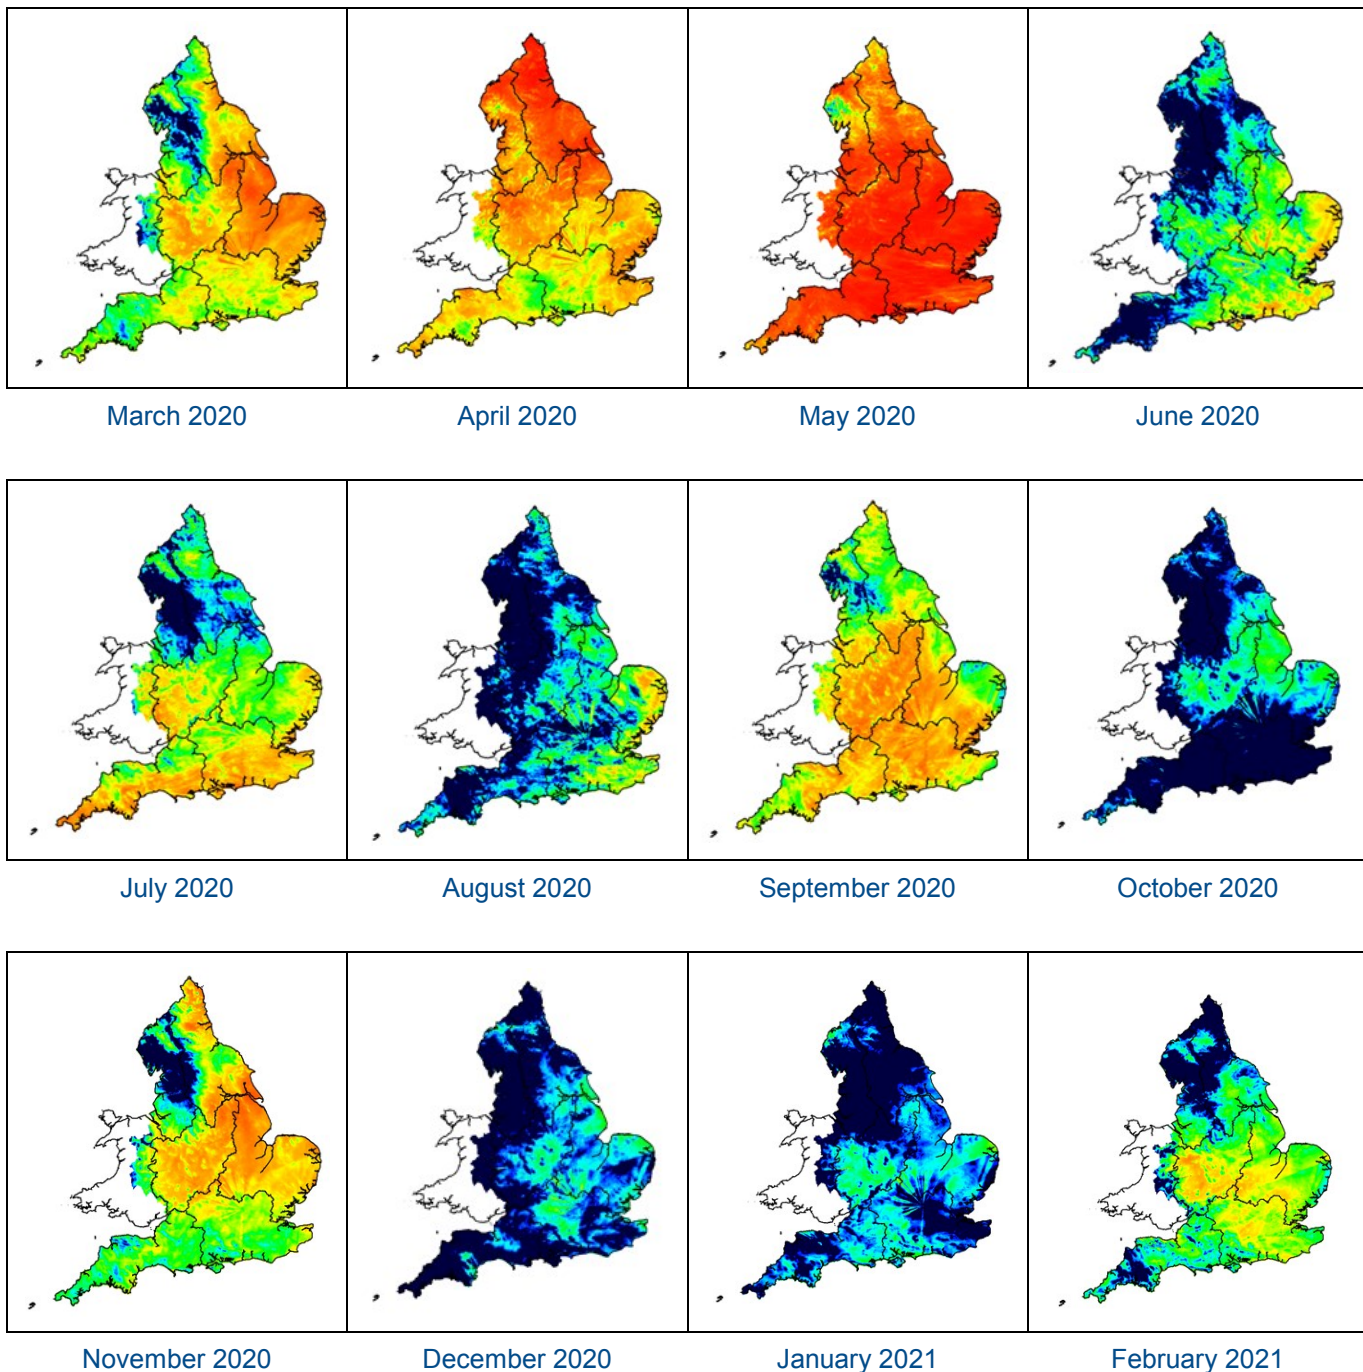 March 2020
April 2020
May 2020
June 2020
July 2020
August 2020
September 2020
October 2020
November 2020
December 2020
January 2021
February 2021